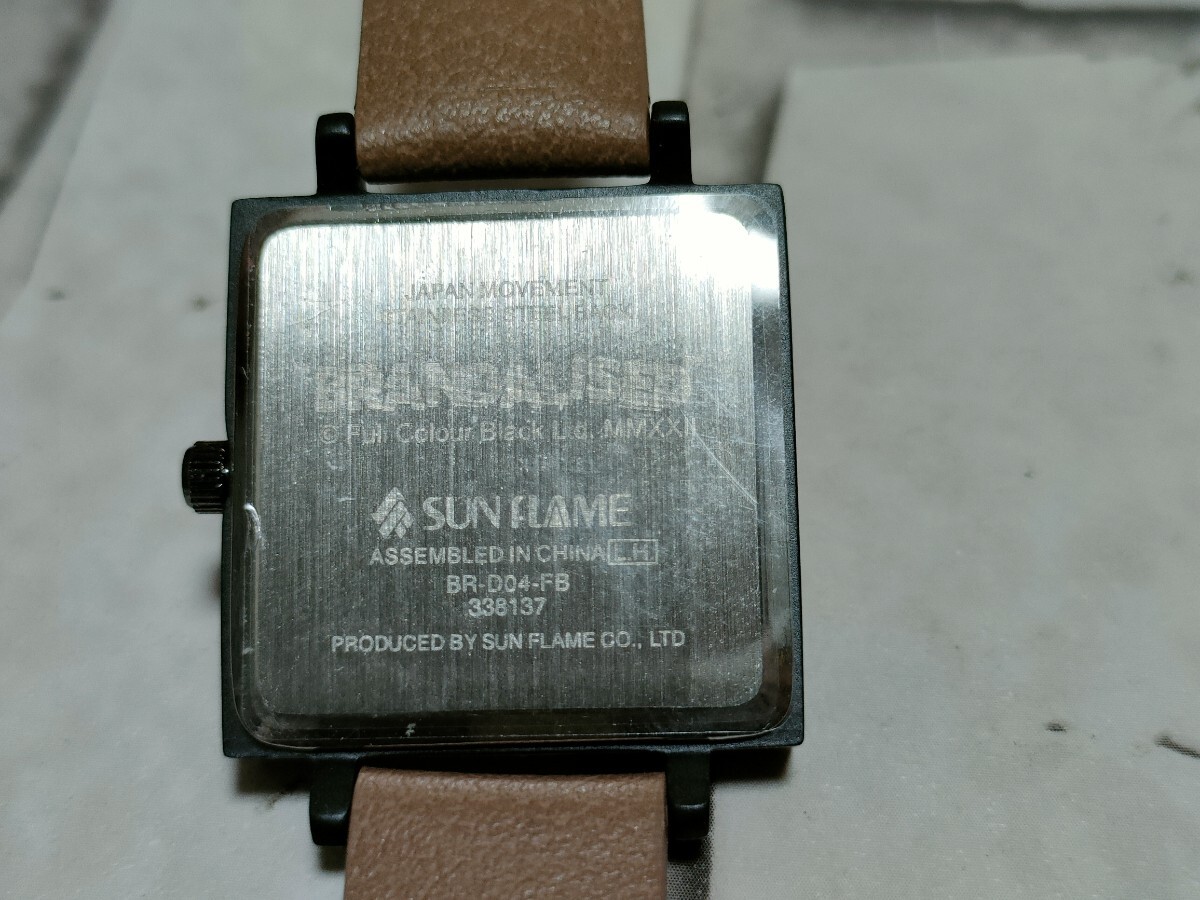 JAPAN MOVEMENT
STAINLESS STEEL BACK
BRANDALISED
© Full Colour Black Ltd. MMXXII
SUN FLAME
ASSEMBLED IN CHINA L.H
BR-D04-FB
338137
PRODUCED BY SUN FLAME CO., LTD